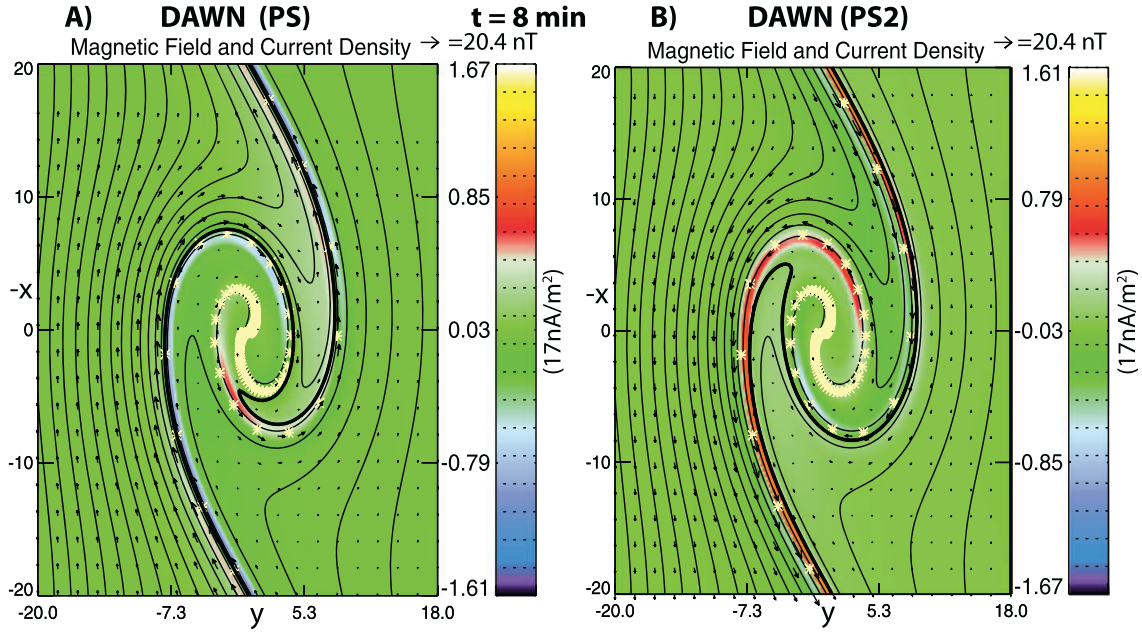 A) DAWN (PS) t = 8 min B) DAWN (PS2)
Magnetic Field and Current Density → =20.4 nT
Magnetic Field and Current Density → =20.4 nT
20
10
-x
0
-10
-20
-20.0 -7.3 y 5.3 18.0
1.67
0.85
0.03
-0.79
-1.61
(17nA/m²)
20
10
-x
0
-10
-20
-20.0 -7.3 y 5.3 18.0
1.61
0.79
-0.03
-0.85
-1.67
(17nA/m²)